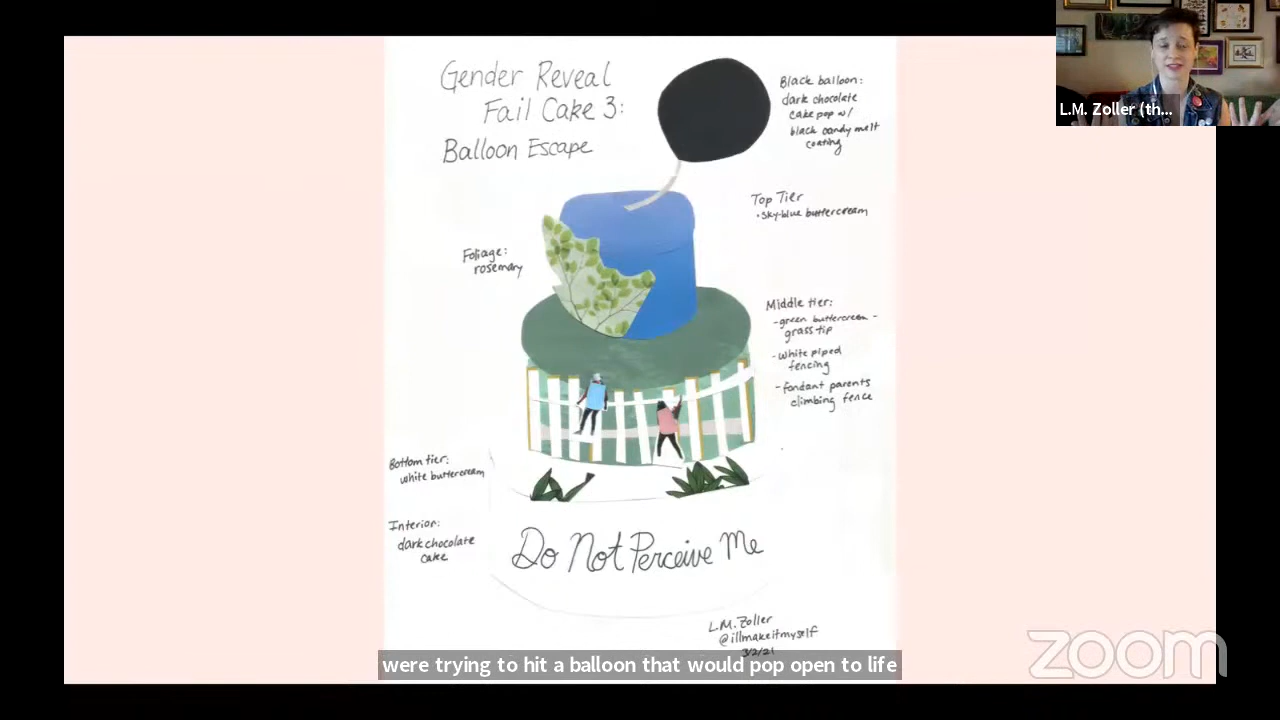 Gender Reveal
Fail Cake 3:
Balloon Escape
Black balloon:
dark chocolate
cake pop w/
black candy melt
coating
Top Tier
• sky-blue buttercream
Foliage:
rosemary
Middle tier:
- green buttercream -
grass tip
- white piped
fencing
- fondant parents
climbing fence
Bottom tier:
white buttercream
Interior:
dark chocolate
cake
Do Not Perceive Me
L.M. Zoller
@illmakeitmyself
3/2/21
were trying to hit a balloon that would pop open to life
L.M. Zoller (th...
zoom